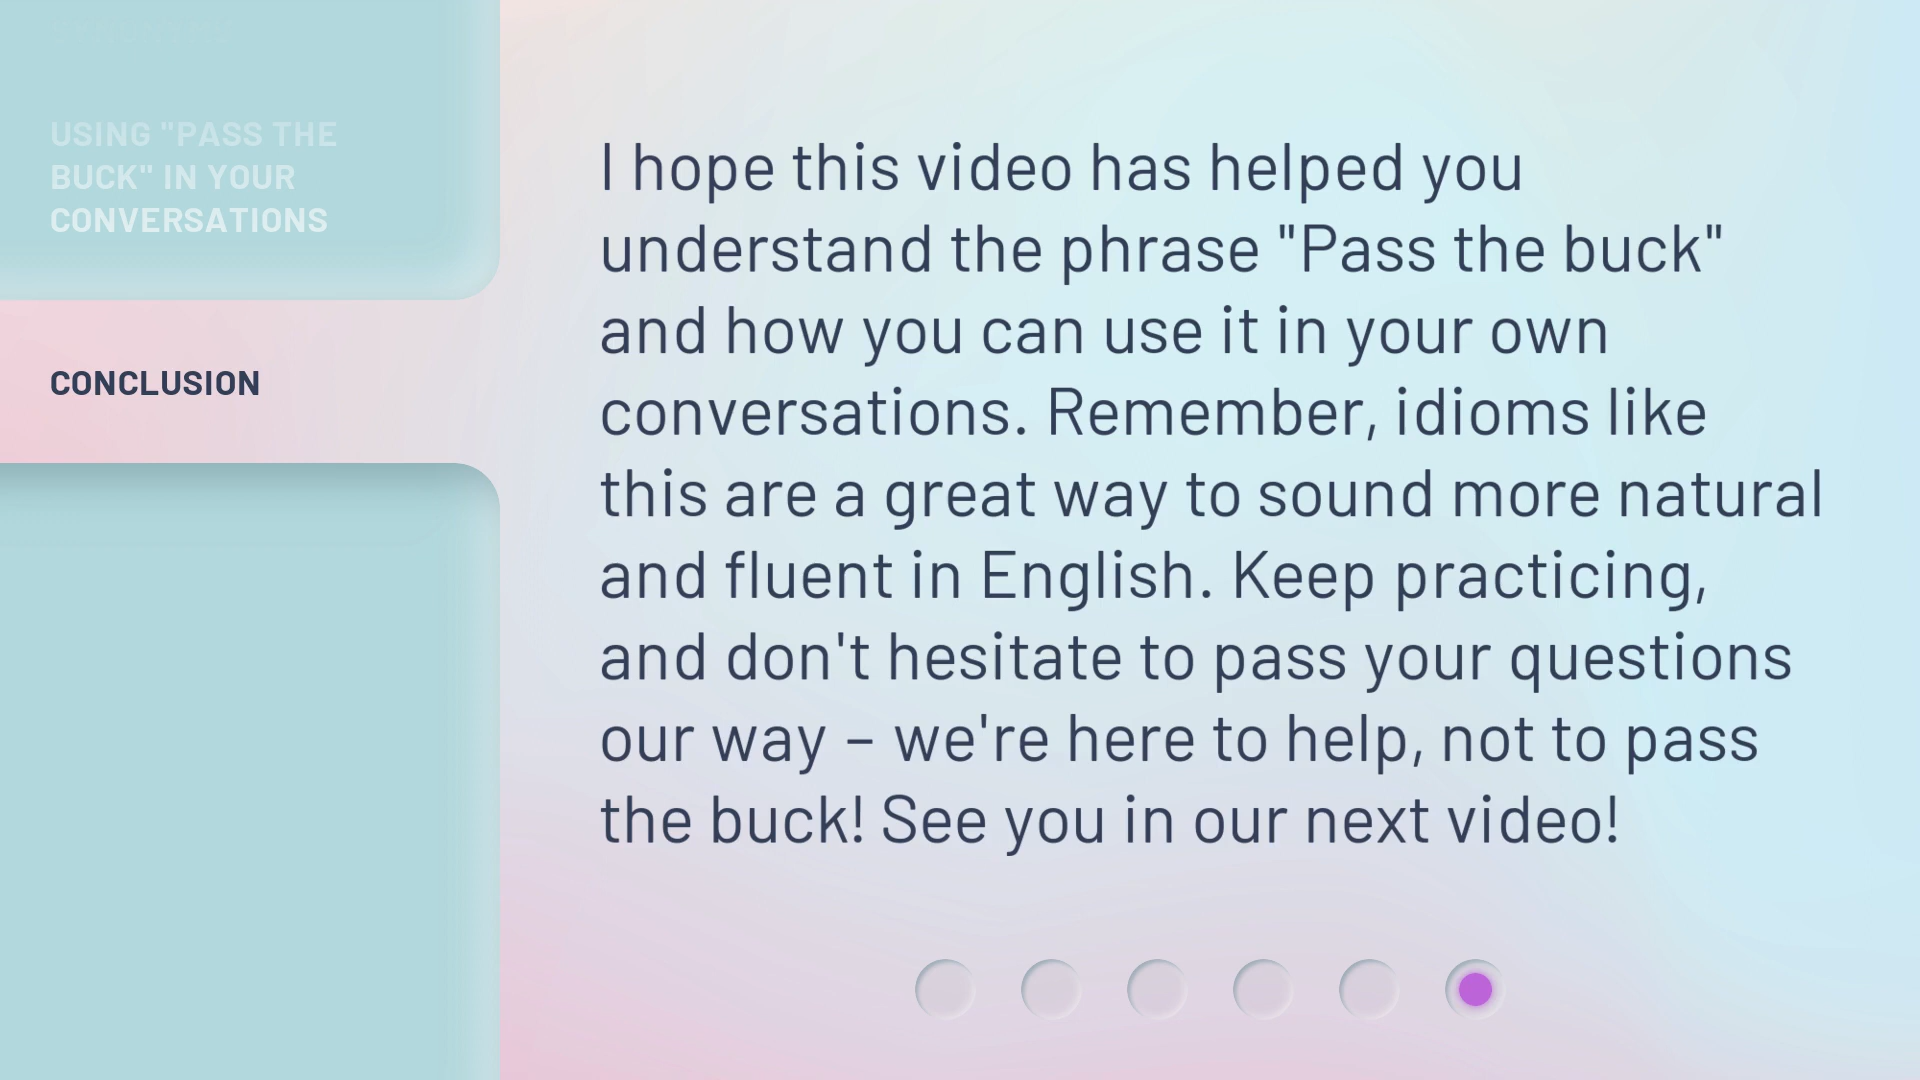 USING "PASS THE
BUCK" IN YOUR
CONVERSATIONS
CONCLUSION
I hope this video has helped you
understand the phrase "Pass the buck"
and how you can use it in your own
conversations. Remember, idioms like
this are a great way to sound more natural
and fluent in English. Keep practicing,
and don't hesitate to pass your questions
our way – we're here to help, not to pass
the buck! See you in our next video!